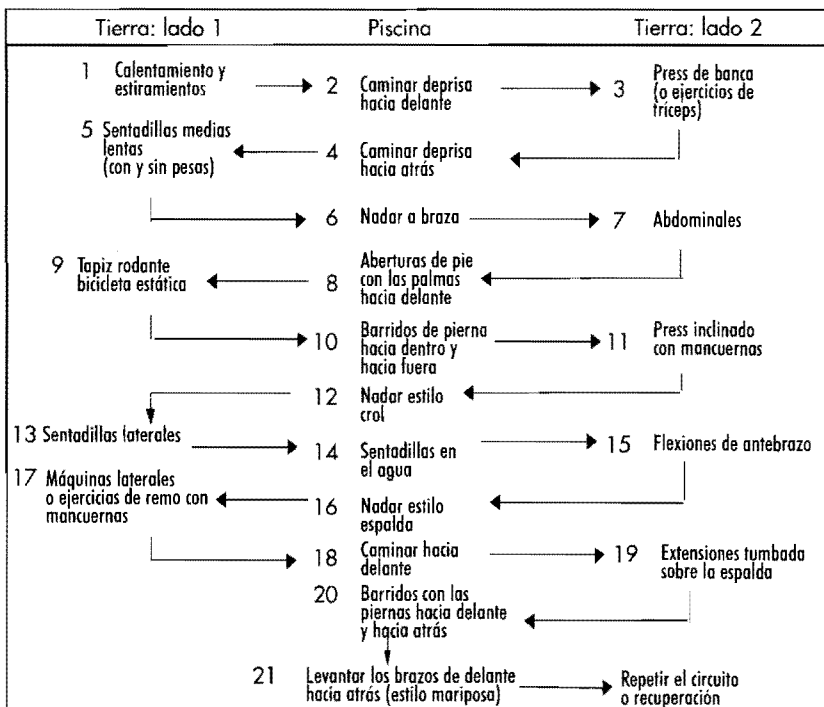 Tierra: lado 1 Piscina Tierra: lado 2
1 Calentamiento y
estiramientos
2 Caminar deprisa
hacia delante
3 Press de banca
(o ejercicios de
tríceps)
5 Sentadillas medias
lentas
(con y sin pesas)
4 Caminar deprisa
hacia atrás
6 Nadar a braza
7 Abdominales
9 Tapiz rodante
bicicleta estática
8 Aberturas de pie
con las palmas
hacia delante
10 Barridos de pierna
hacia dentro y
hacia fuera
11 Press inclinado
con mancuernas
12 Nadar estilo
crol
13 Sentadillas laterales
14 Sentadillas en
el agua
15 Flexiones de antebrazo
17 Máquinas laterales
o ejercicios de remo con
mancuernas
16 Nadar estilo
espalda
18 Caminar hacia
delante
19 Extensiones tumbada
sobre la espalda
20 Barridos con las
piernas hacia delante
y hacia atrás
21 Levantar los brazos de delante
hacia atrás (estilo mariposa)
Repetir el circuito
o recuperación